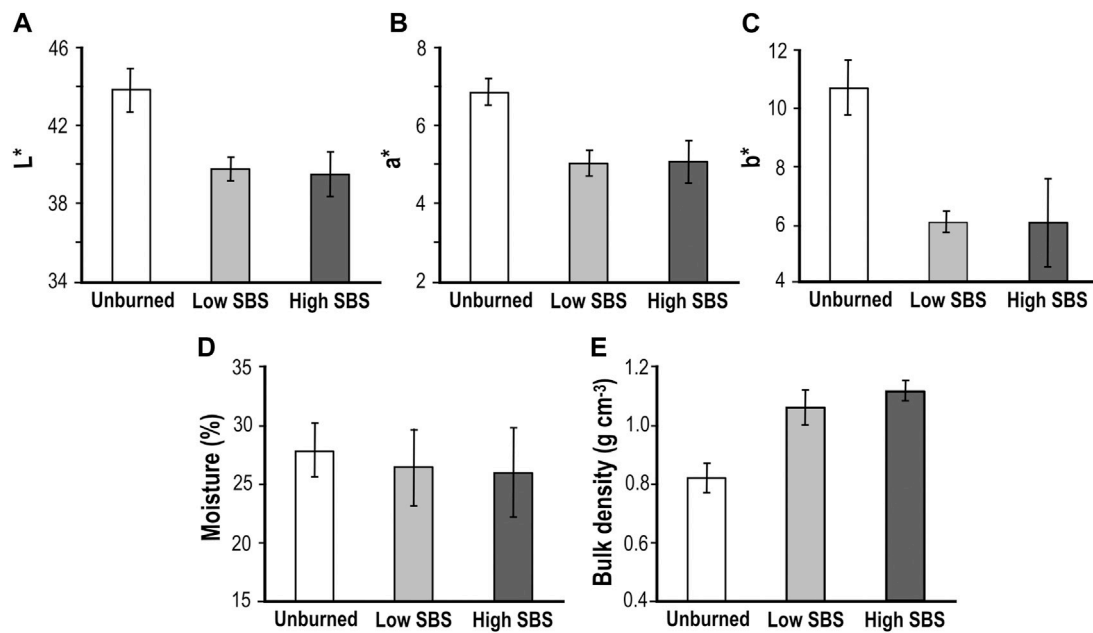 A
46
42
40
38
34
L*
Unburned Low SBS High SBS
B
8
7
6
5
4
2
a*
Unburned Low SBS High SBS
C
12
10
8
6
4
b*
Unburned Low SBS High SBS
D
35
30
25
20
15
Moisture (%)
Unburned Low SBS High SBS
E
1.2
1.0
0.8
0.6
0.4
Bulk density (g cm-3)
Unburned Low SBS High SBS